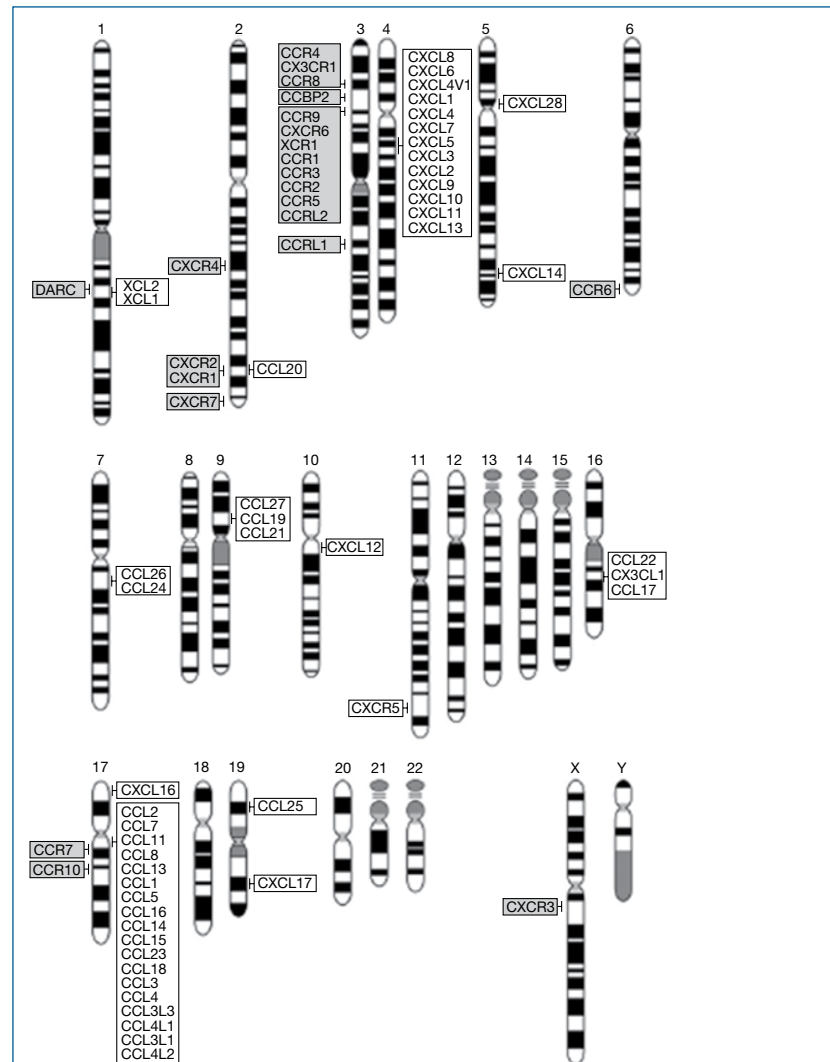 1
2
3
4
5
6
CCR4
CX3CR1
CCR8
CCBP2
CCR9
CXCR6
XCR1
CCR1
CCR3
CCR2
CCR5
CCRL2
CCRL1
CXCL8
CXCL6
CXCL4V1
CXCL1
CXCL4
CXCL7
CXCL5
CXCL3
CXCL2
CXCL9
CXCL10
CXCL11
CXCL13
CXCL28
CXCL14
DARC
XCL2
XCL1
CXCR4
CXCR2
CXCR1
CCL20
CXCR7
CCR6
7
8
9
10
11
12
13
14
15
16
CCL26
CCL24
CCL27
CCL19
CCL21
CXCL12
CXCR5
CCL22
CX3CL1
CCL17
17
18
19
20
21
22
X
Y
CXCL16
CCL2
CCL7
CCL11
CCL8
CCL13
CCL1
CCL5
CCL16
CCL14
CCL15
CCL23
CCL18
CCL3
CCL4
CCL3L3
CCL4L1
CCL3L1
CCL4L2
CCR7
CCR10
CCL25
CXCL17
CXCR3